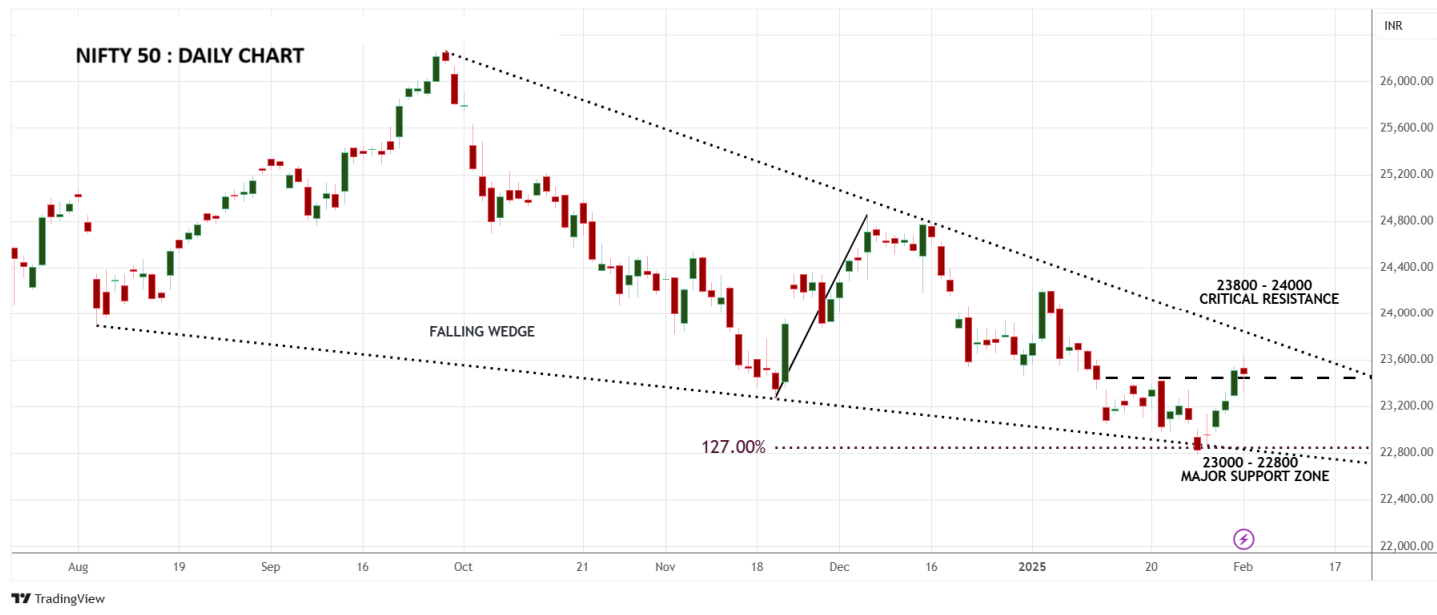 NIFTY 50 : DAILY CHART
INR
26,000.00
25,600.00
25,200.00
24,800.00
24,400.00
23800 - 24000
CRITICAL RESISTANCE
24,000.00
FALLING WEDGE
23,600.00
23,200.00
127.00%
22,800.00
23000 - 22800
MAJOR SUPPORT ZONE
22,400.00
22,000.00
Aug 19 Sep 16 Oct 21 Nov 18 Dec 16 2025 20 Feb 17
TradingView